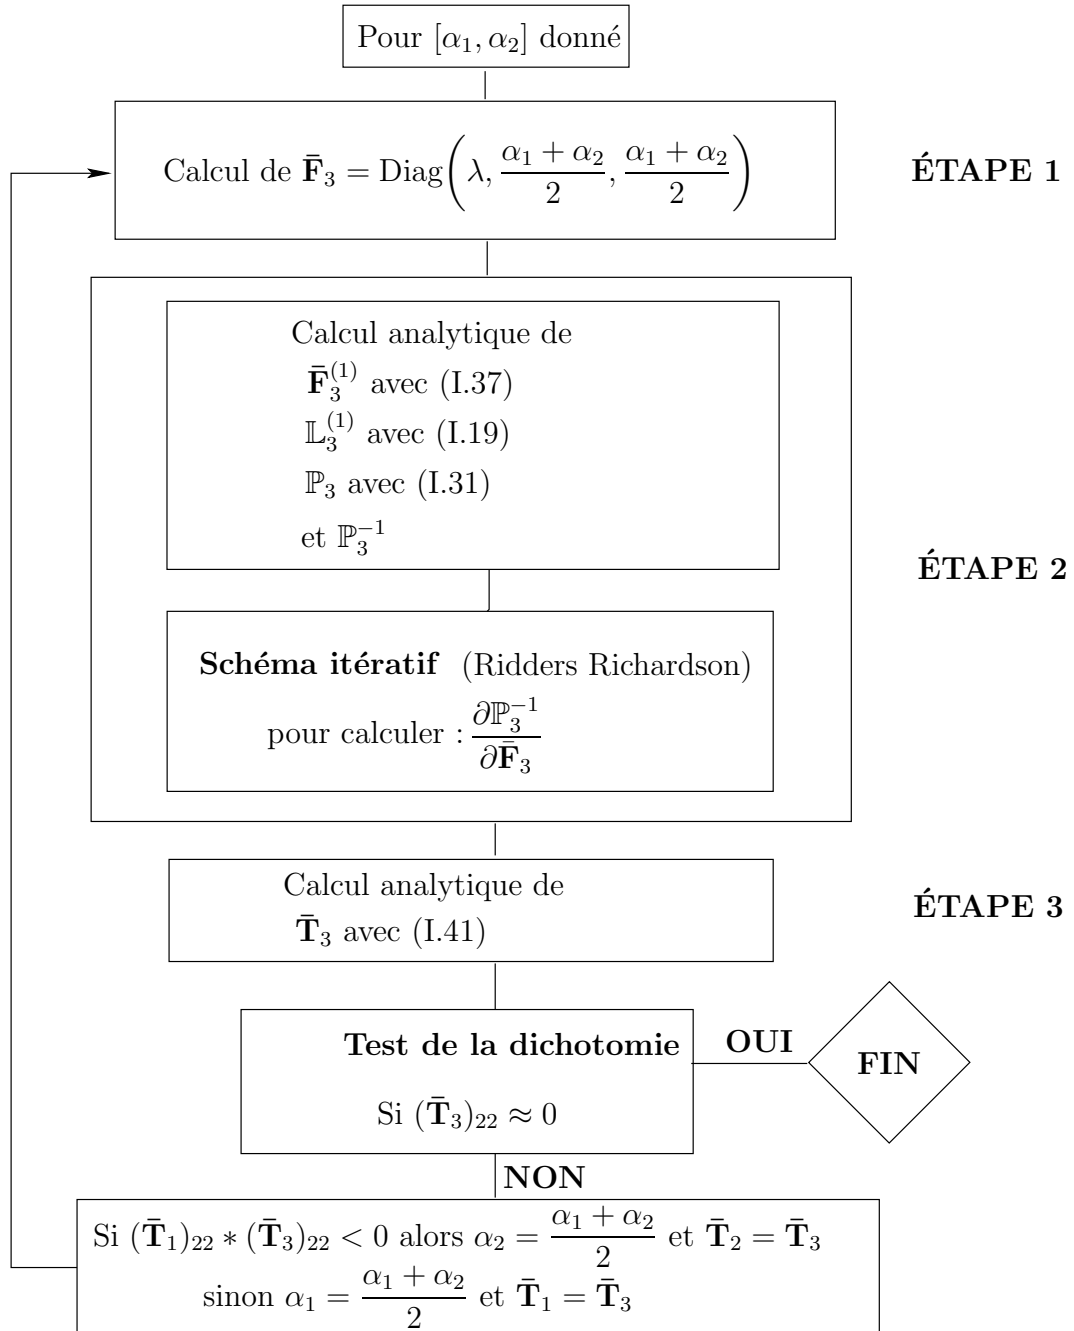 Pour [α₁, α₂] donné
Calcul de F̄₃ = Diag(λ, (α₁ + α₂)/2, (α₁ + α₂)/2)
ÉTAPE 1
Calcul analytique de
F̄₃⁽¹⁾ avec (I.37)
𝕃₃⁽¹⁾ avec (I.19)
ℙ₃ avec (I.31)
et ℙ₃⁻¹
ÉTAPE 2
Schéma itératif (Ridders Richardson)
pour calculer : ∂ℙ₃⁻¹/∂F̄₃
Calcul analytique de
T̄₃ avec (I.41)
ÉTAPE 3
Test de la dichotomie
OUI
FIN
Si (T̄₃)₂₂ ≈ 0
NON
Si (T̄₁)₂₂ * (T̄₃)₂₂ < 0 alors α₂ = (α₁ + α₂)/2 et T̄₂ = T̄₃
sinon α₁ = (α₁ + α₂)/2 et T̄₁ = T̄₃